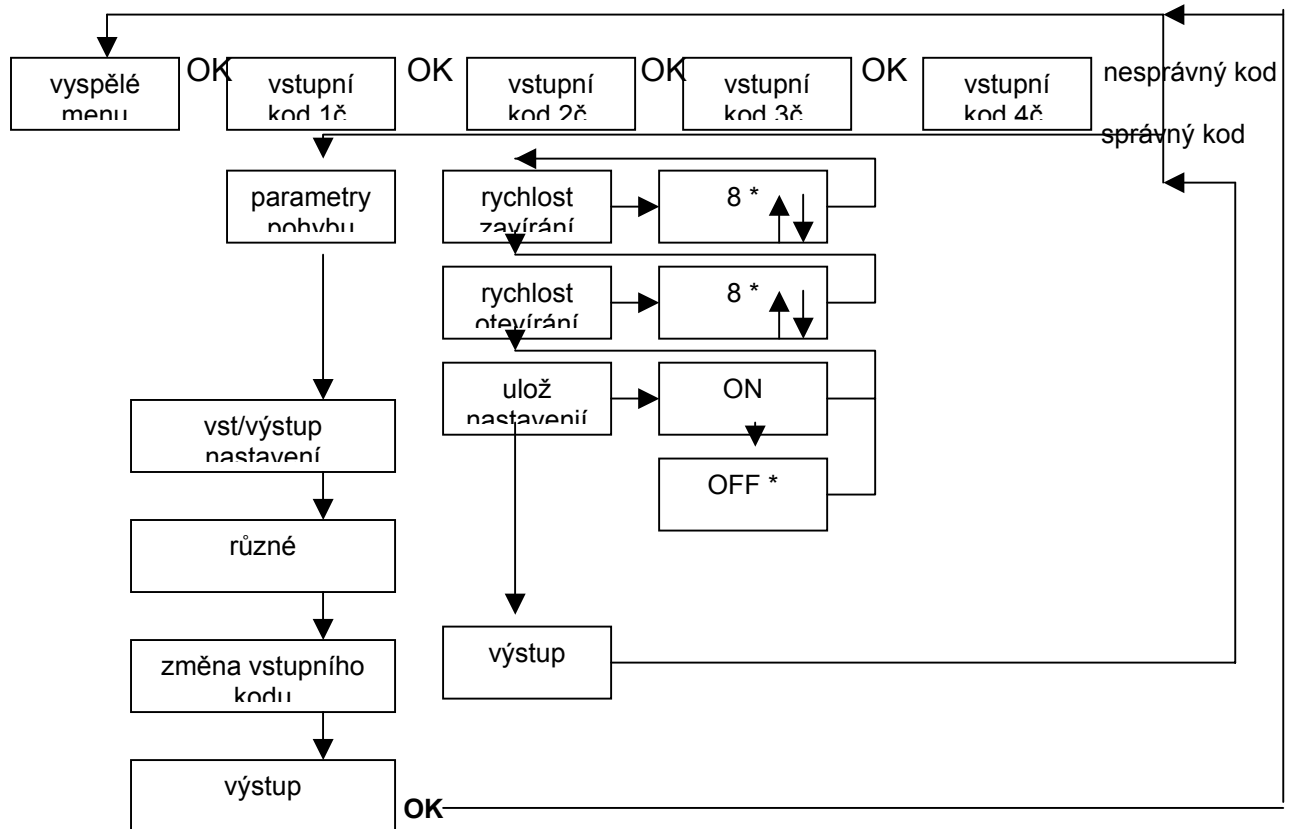 vyspělé
menu
OK
vstupní
kod 1č
OK
vstupní
kod 2č
OK
vstupní
kod 3č
OK
vstupní
kod 4č
nesprávný kod
správný kod
parametry
pohybu
rychlost
zavírání
8 *
rychlost
otevírání
8 *
ulož
nastaveníí
ON
OFF *
vst/výstup
nastavení
různé
změna vstupního
kodu
výstup
výstup
OK